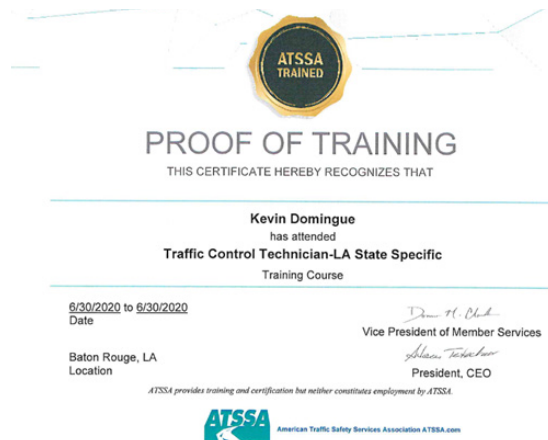 ATSSA
TRAINED
PROOF OF TRAINING
THIS CERTIFICATE HEREBY RECOGNIZES THAT
Kevin Domingue
has attended
Traffic Control Technician-LA State Specific
Training Course
6/30/2020 to 6/30/2020
Date
Vice President of Member Services
Baton Rouge, LA
Location
President, CEO
ATSSA provides training and certification but neither constitutes employment by ATSSA.
ATSSA
American Traffic Safety Services Association ATSSA.com